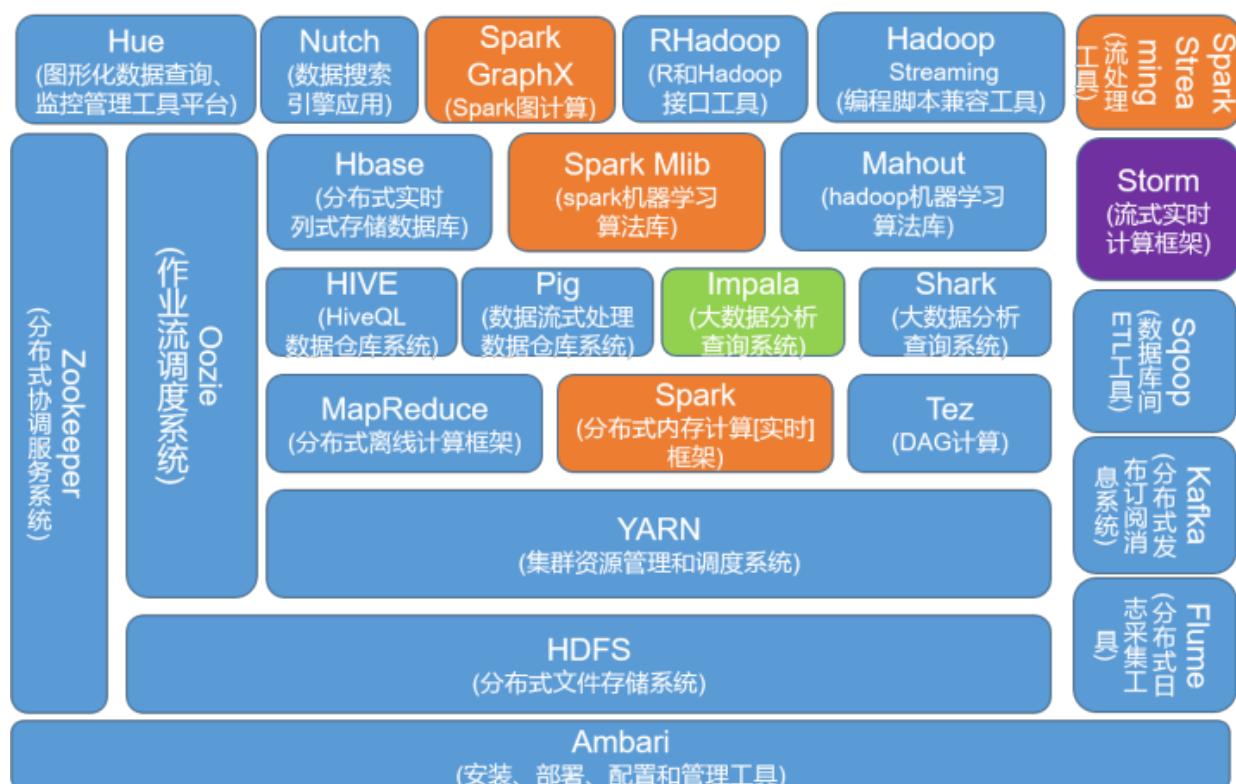 Hue
(图形化数据查询、
监控管理工具平台)
Nutch
(数据搜索
引擎应用)
Spark
GraphX
(Spark图计算)
RHadoop
(R和Hadoop
接口工具)
Hadoop
Streaming
(编程脚本兼容工具)
Spark
Strea
ming
(流处理
工具)
Zookeeper
(分布式协调服务系统)
Oozie
(作业流调度系统)
Hbase
(分布式实时
列式存储数据库)
Spark Mlib
(spark机器学习
算法库)
Mahout
(hadoop机器学习
算法库)
Storm
(流式实时
计算框架)
HIVE
(HiveQL
数据仓库系统)
Pig
(数据流式处理
数据仓库系统)
Impala
(大数据分析
查询系统)
Shark
(大数据分析
查询系统)
Sqoop
(数据库间
ETL工具)
MapReduce
(分布式离线计算框架)
Spark
(分布式内存计算[实时]
框架)
Tez
(DAG计算)
Kafka
(分布式发
布订阅消
息系统)
YARN
(集群资源管理和调度系统)
Flume
(分布式日
志采集工
具)
HDFS
(分布式文件存储系统)
Ambari
(安装、部署、配置和管理工具)